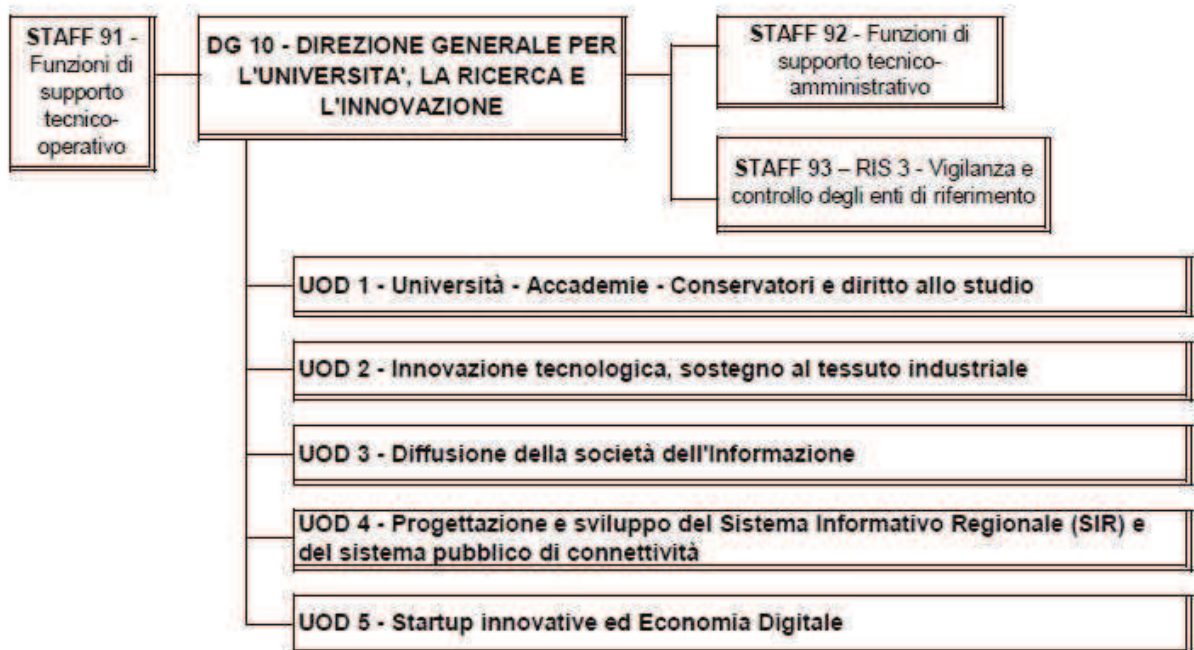 STAFF 91 -
Funzioni di
supporto
tecnico-
operativo
DG 10 - DIREZIONE GENERALE PER
L'UNIVERSITA', LA RICERCA E
L'INNOVAZIONE
STAFF 92 - Funzioni di
supporto tecnico-
amministrativo
STAFF 93 – RIS 3 - Vigilanza e
controllo degli enti di riferimento
UOD 1 - Università - Accademie - Conservatori e diritto allo studio
UOD 2 - Innovazione tecnologica, sostegno al tessuto industriale
UOD 3 - Diffusione della società dell'Informazione
UOD 4 - Progettazione e sviluppo del Sistema Informativo Regionale (SIR) e
del sistema pubblico di connettività
UOD 5 - Startup innovative ed Economia Digitale